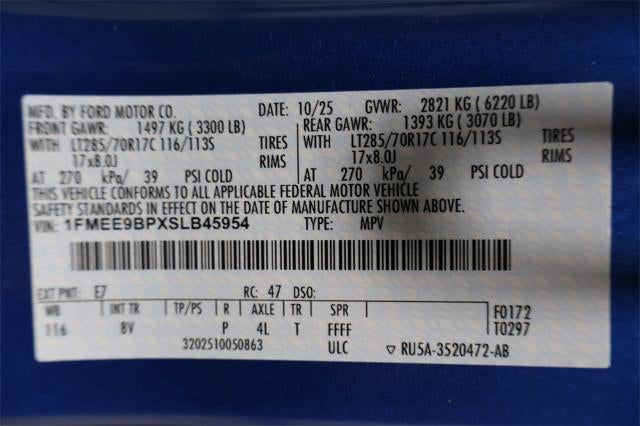 MFD. BY FORD MOTOR CO. DATE: 10/25 GVWR: 2821 KG ( 6220 LB)
FRONT GAWR: 1497 KG ( 3300 LB) REAR GAWR: 1393 KG ( 3070 LB)
WITH LT285/70R17C 116/113S TIRES WITH LT285/70R17C 116/113S TIRES
17x8.0J RIMS 17x8.0J RIMS
AT 270 kPa/ 39 PSI COLD AT 270 kPa/ 39 PSI COLD
THIS VEHICLE CONFORMS TO ALL APPLICABLE FEDERAL MOTOR VEHICLE
SAFETY STANDARDS IN EFFECT ON THE DATE OF MANUFACTURE SHOWN ABOVE.
VIN: 1FMEE9BPXSLB45954 TYPE: MPV
EXT PNT: E7 RC: 47 DSO:
WB INT TR TP/PS R AXLE TR SPR F0172
116 8V P 4L T FFFF T0297
3202510050863 ULC ▽ RU5A-3520472-AB